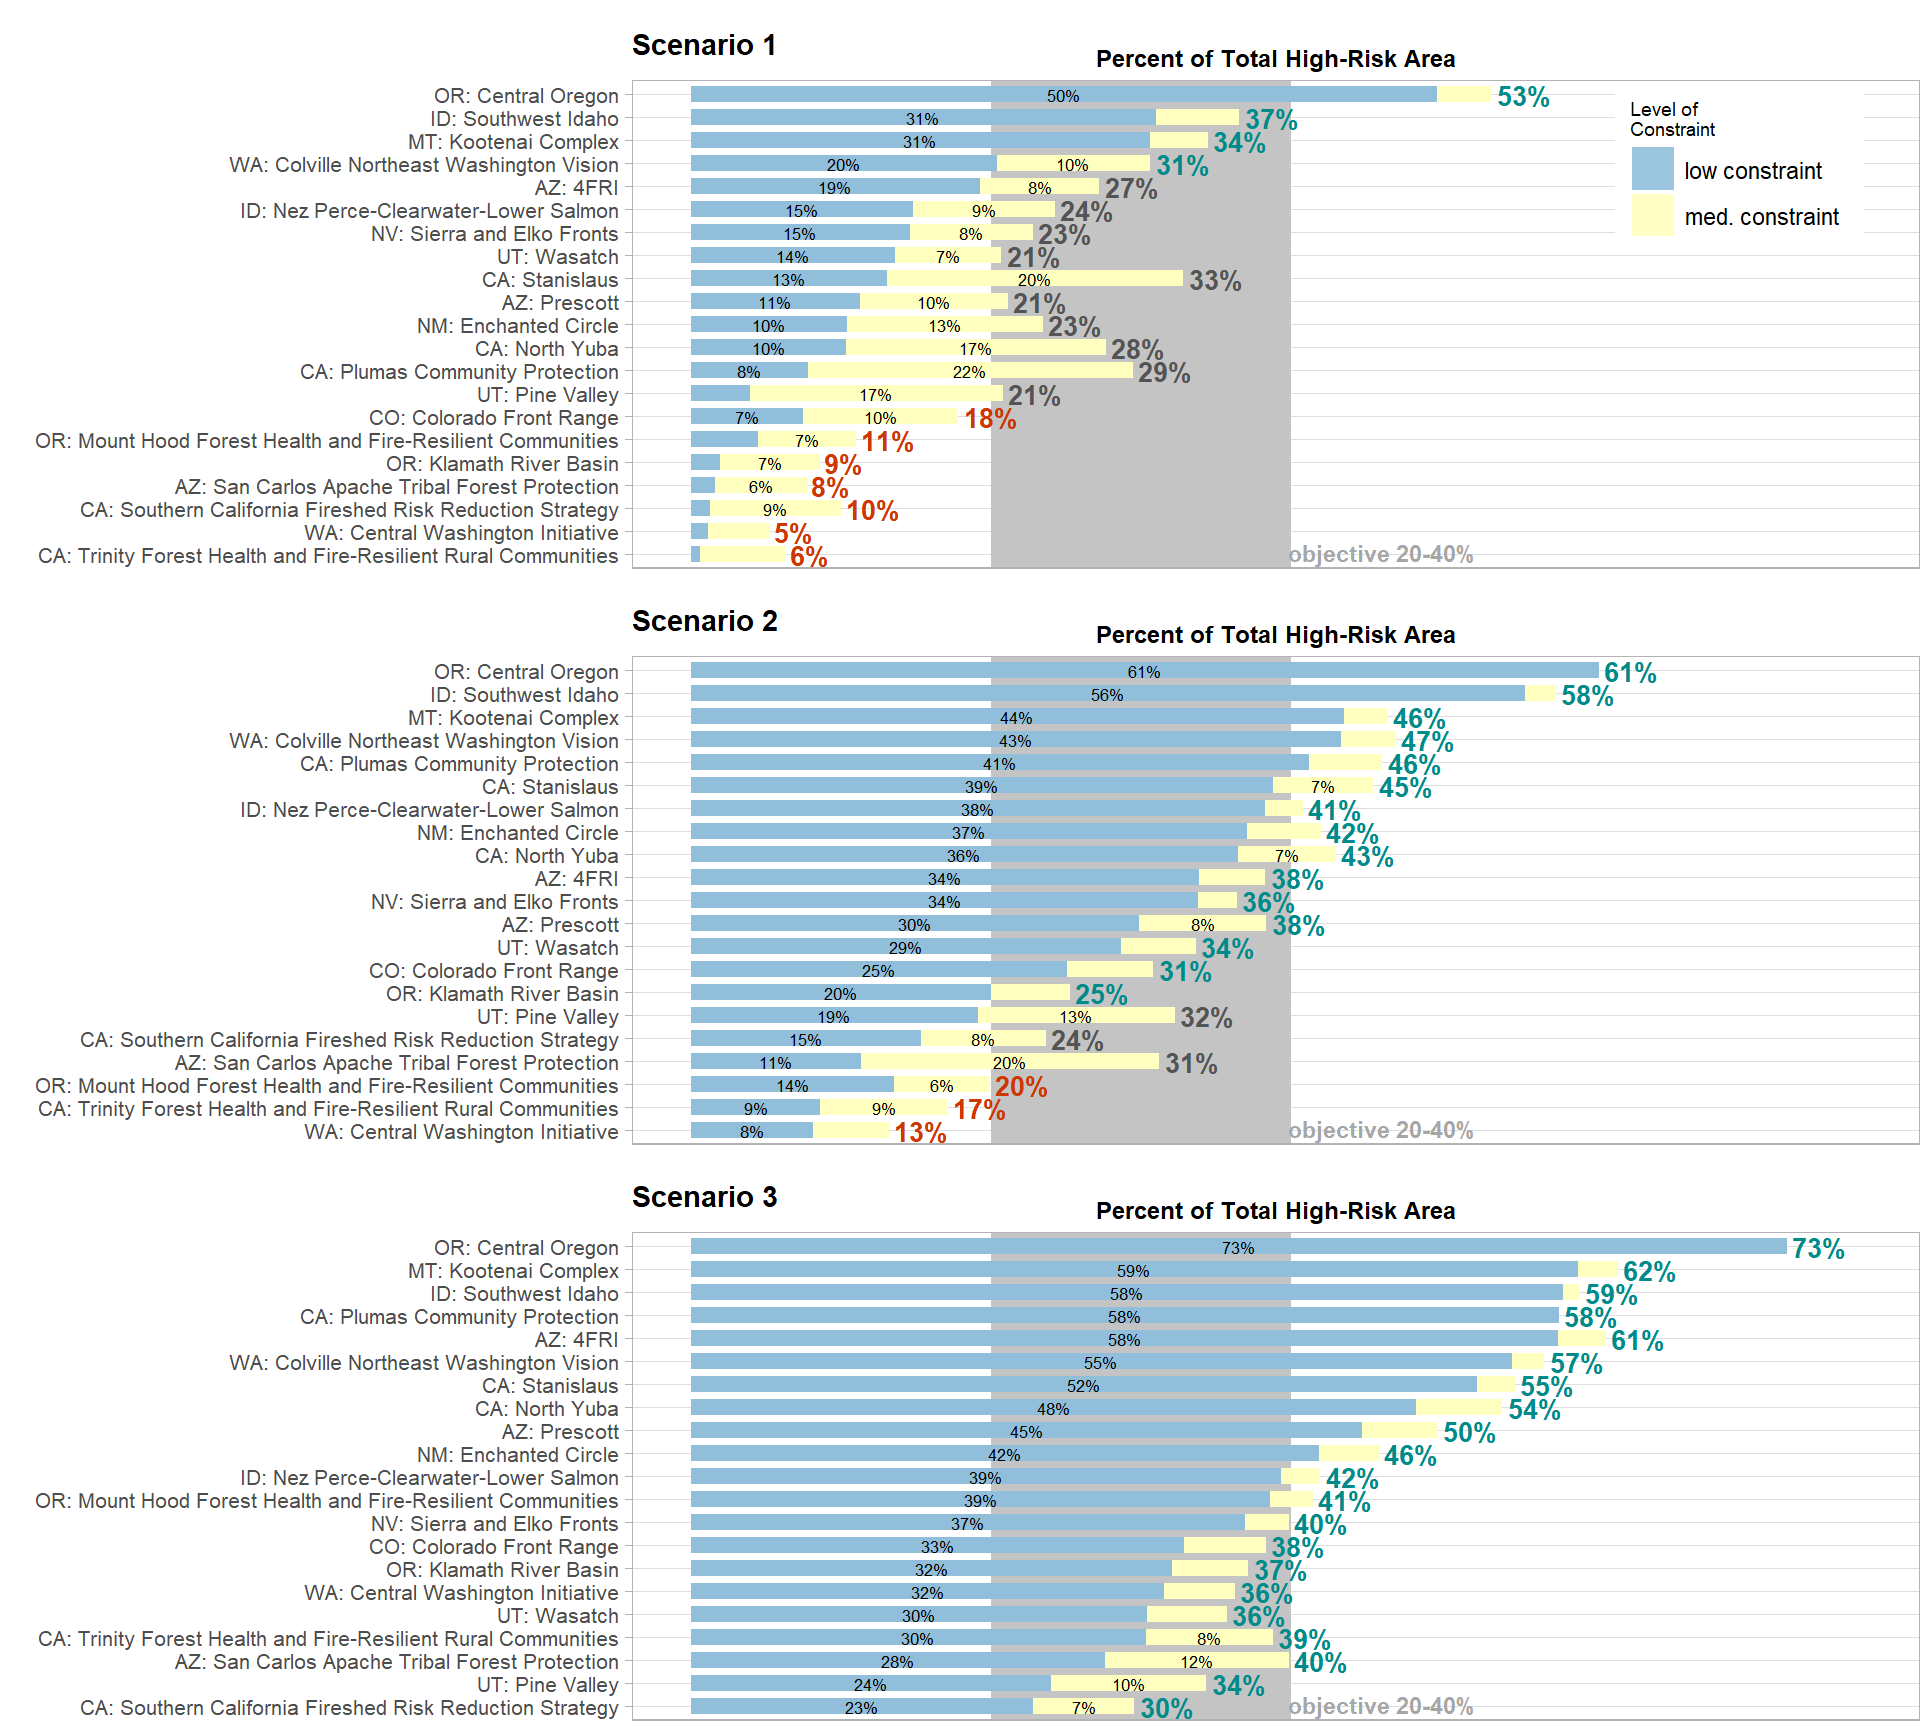 Scenario 1
Percent of Total High-Risk Area
OR: Central Oregon 50% 53%
ID: Southwest Idaho 31% 37%
MT: Kootenai Complex 31% 34%
WA: Colville Northeast Washington Vision 20% 10% 31%
AZ: 4FRI 19% 8% 27%
ID: Nez Perce-Clearwater-Lower Salmon 15% 9% 24%
NV: Sierra and Elko Fronts 15% 8% 23%
UT: Wasatch 14% 7% 21%
CA: Stanislaus 13% 20% 33%
AZ: Prescott 11% 10% 21%
NM: Enchanted Circle 10% 13% 23%
CA: North Yuba 10% 17% 28%
CA: Plumas Community Protection 8% 22% 29%
UT: Pine Valley 17% 21%
CO: Colorado Front Range 7% 10% 18%
OR: Mount Hood Forest Health and Fire-Resilient Communities 7% 11%
OR: Klamath River Basin 7% 9%
AZ: San Carlos Apache Tribal Forest Protection 6% 8%
CA: Southern California Fireshed Risk Reduction Strategy 9% 10%
WA: Central Washington Initiative 5%
CA: Trinity Forest Health and Fire-Resilient Rural Communities 6%
objective 20-40%
Level of
Constraint
low constraint
med. constraint
Scenario 2
Percent of Total High-Risk Area
OR: Central Oregon 61% 61%
ID: Southwest Idaho 56% 58%
MT: Kootenai Complex 44% 46%
WA: Colville Northeast Washington Vision 43% 47%
CA: Plumas Community Protection 41% 46%
CA: Stanislaus 39% 7% 45%
ID: Nez Perce-Clearwater-Lower Salmon 38% 41%
NM: Enchanted Circle 37% 42%
CA: North Yuba 36% 7% 43%
AZ: 4FRI 34% 38%
NV: Sierra and Elko Fronts 34% 36%
AZ: Prescott 30% 8% 38%
UT: Wasatch 29% 34%
CO: Colorado Front Range 25% 31%
OR: Klamath River Basin 20% 25%
UT: Pine Valley 19% 13% 32%
CA: Southern California Fireshed Risk Reduction Strategy 15% 8% 24%
AZ: San Carlos Apache Tribal Forest Protection 11% 20% 31%
OR: Mount Hood Forest Health and Fire-Resilient Communities 14% 6% 20%
CA: Trinity Forest Health and Fire-Resilient Rural Communities 9% 9% 17%
WA: Central Washington Initiative 8% 13%
objective 20-40%
Scenario 3
Percent of Total High-Risk Area
OR: Central Oregon 73% 73%
MT: Kootenai Complex 59% 62%
ID: Southwest Idaho 58% 59%
CA: Plumas Community Protection 58% 58%
AZ: 4FRI 58% 61%
WA: Colville Northeast Washington Vision 55% 57%
CA: Stanislaus 52% 55%
CA: North Yuba 48% 54%
AZ: Prescott 45% 50%
NM: Enchanted Circle 42% 46%
ID: Nez Perce-Clearwater-Lower Salmon 39% 42%
OR: Mount Hood Forest Health and Fire-Resilient Communities 39% 41%
NV: Sierra and Elko Fronts 37% 40%
CO: Colorado Front Range 33% 38%
OR: Klamath River Basin 32% 37%
WA: Central Washington Initiative 32% 36%
UT: Wasatch 30% 36%
CA: Trinity Forest Health and Fire-Resilient Rural Communities 30% 8% 39%
AZ: San Carlos Apache Tribal Forest Protection 28% 12% 40%
UT: Pine Valley 24% 10% 34%
CA: Southern California Fireshed Risk Reduction Strategy 23% 7% 30%
objective 20-40%